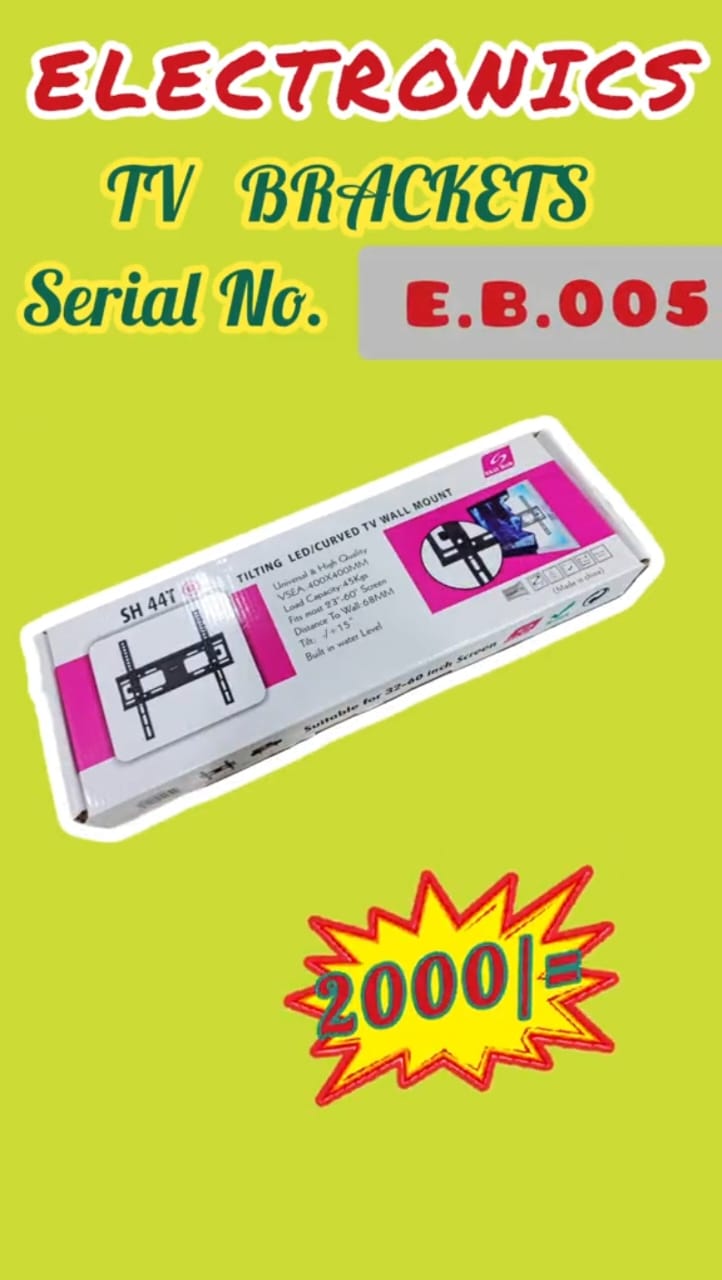 ELECTRONICS
TV BRACKETS
Serial No. E.B.005
TILTING LED/CURVED TV WALL MOUNT
SH 44T
Universal & High Quality
VSEA:400X400MM
Load Capacity:45Kgs
Fits most 23"-60" Screen
Distance To Wall:68MM
Tilt: -/+15°
Built in water Level
(Made in china)
Suitable for 32-60 inch Screen
2000/=